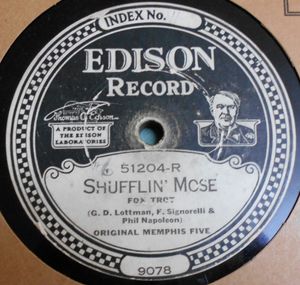 INDEX No.
EDISON
RECORD
Thomas A Edison
A PRODUCT OF
THE EDISON
LABORATORIES
51204-R
SHUFFLIN' MOSE
FOX TROT
(G. D. Lottman, F. Signorelli &
Phil Napoleon)
ORIGINAL MEMPHIS FIVE
9078